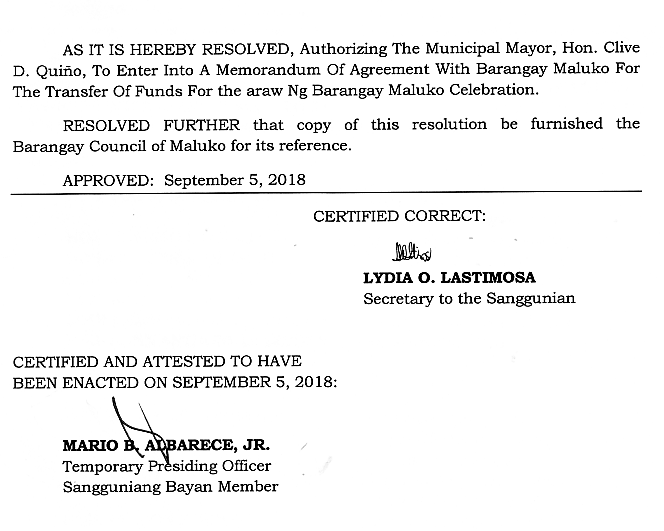 AS IT IS HEREBY RESOLVED, Authorizing The Municipal Mayor, Hon. Clive
D. Quiño, To Enter Into A Memorandum Of Agreement With Barangay Maluko For
The Transfer Of Funds For the araw Ng Barangay Maluko Celebration.
RESOLVED FURTHER that copy of this resolution be furnished the
Barangay Council of Maluko for its reference.
APPROVED: September 5, 2018
CERTIFIED CORRECT:
LYDIA O. LASTIMOSA
Secretary to the Sanggunian
CERTIFIED AND ATTESTED TO HAVE
BEEN ENACTED ON SEPTEMBER 5, 2018:
MARIO B. ALBARECE, JR.
Temporary Presiding Officer
Sangguniang Bayan Member